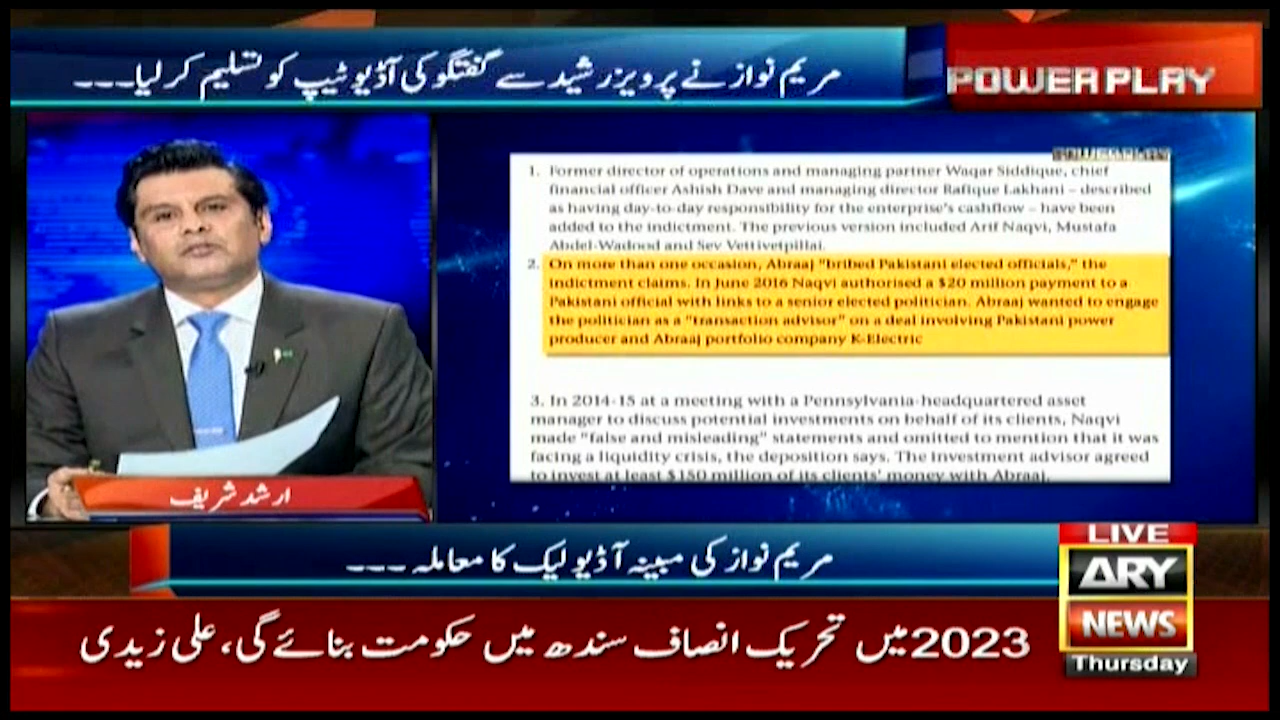 مریم نواز نے پرویز رشید سے گفتگو کی آڈیو ٹیپ کو تسلیم کر لیا۔۔۔
POWER PLAY
POWER PLAY
1. Former director of operations and managing partner Waqar Siddique, chief
financial officer Ashish Dave and managing director Rafique Lakhani – described
as having day-to-day responsibility for the enterprise's cashflow – have been
added to the indictment. The previous version included Arif Naqvi, Mustafa
Abdel-Wadood and Sev Vettivetpillai.
2. On more than one occasion, Abraaj "bribed Pakistani elected officials," the
indictment claims. In June 2016 Naqvi authorised a $20 million payment to a
Pakistani official with links to a senior elected politician. Abraaj wanted to engage
the politician as a "transaction advisor" on a deal involving Pakistani power
producer and Abraaj portfolio company K-Electric
3. In 2014-15 at a meeting with a Pennsylvania-headquartered asset
manager to discuss potential investments on behalf of its clients, Naqvi
made "false and misleading" statements and omitted to mention that it was
facing a liquidity crisis, the deposition says. The investment advisor agreed
to invest at least $150 million of its clients' money with Abraaj.
ارشد شریف
مریم نواز کی مبینہ آڈیو لیک کا معاملہ ۔۔۔
LIVE
ARY
NEWS
Thursday
2023 میں تحریک انصاف سندھ میں حکومت بنائے گی، علی زیدی